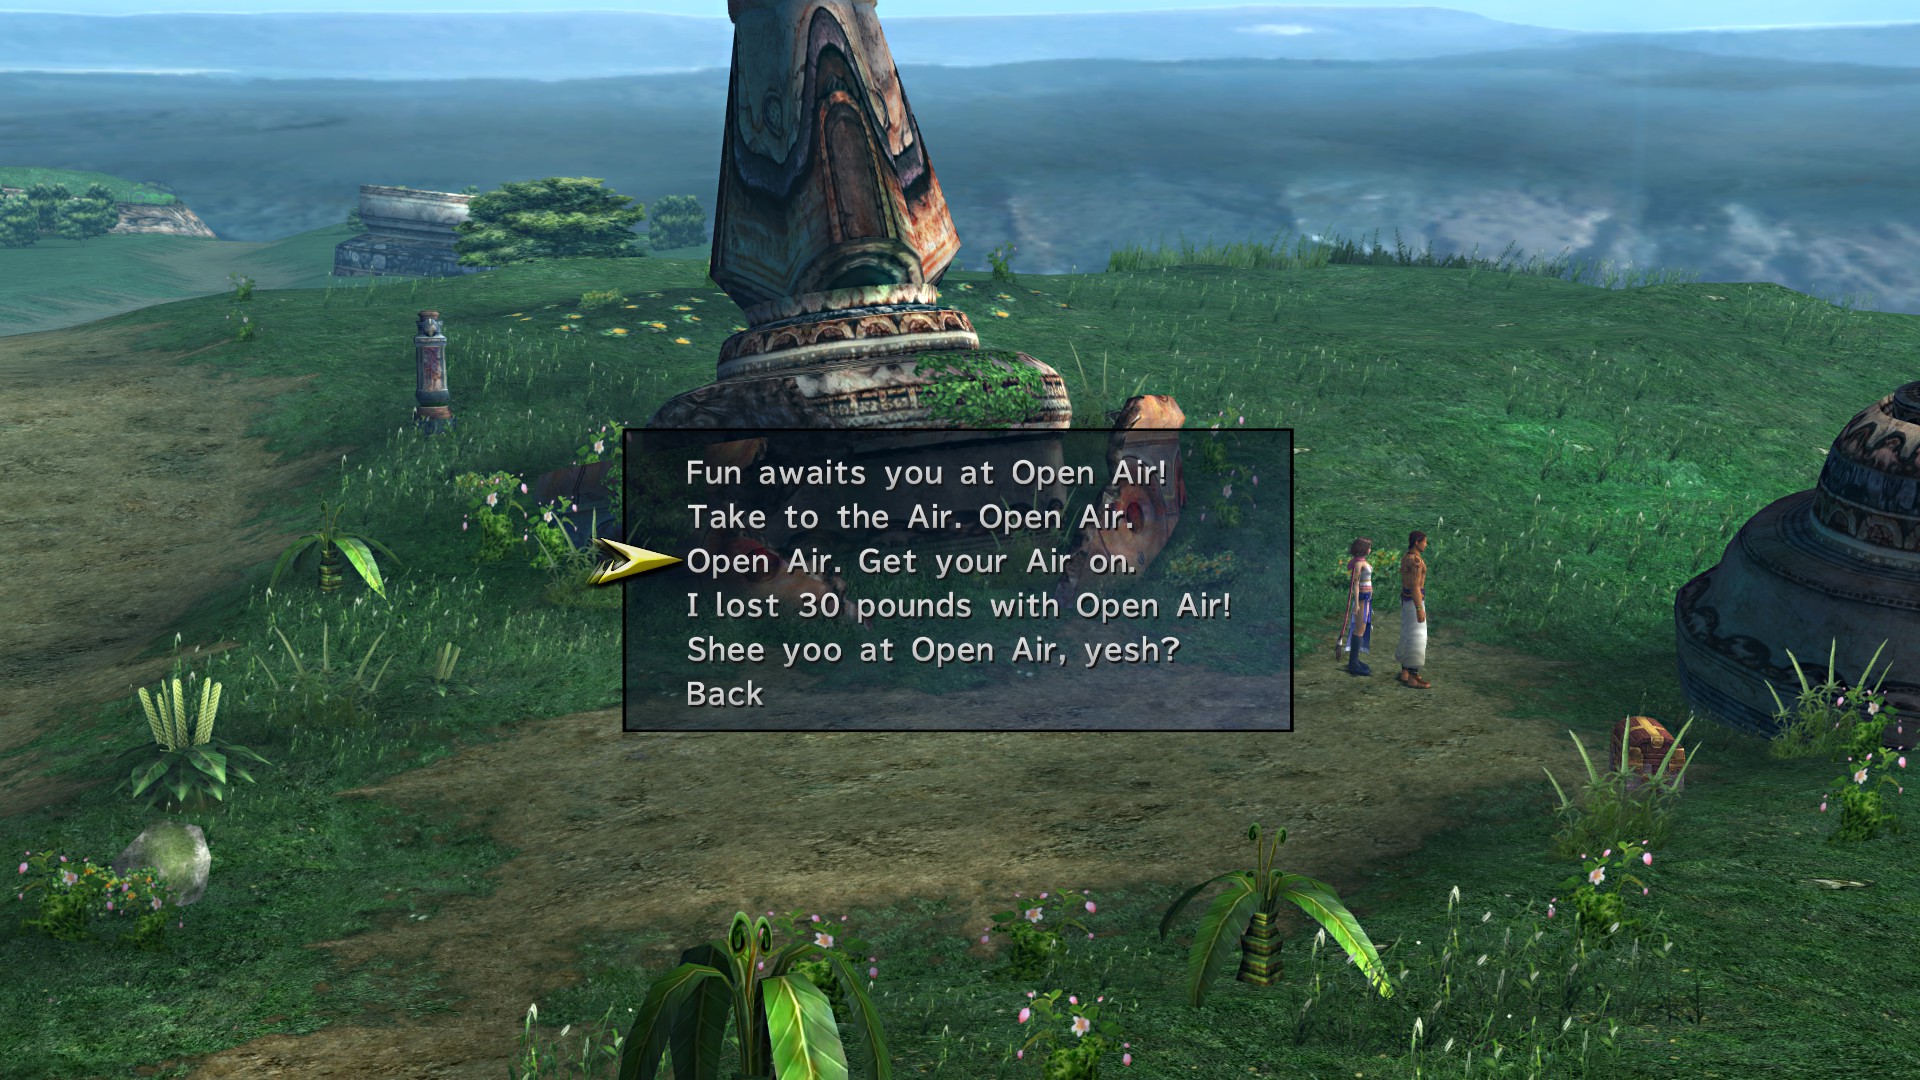 Fun awaits you at Open Air!
Take to the Air. Open Air.
Open Air. Get your Air on.
I lost 30 pounds with Open Air!
Shee yoo at Open Air, yesh?
Back